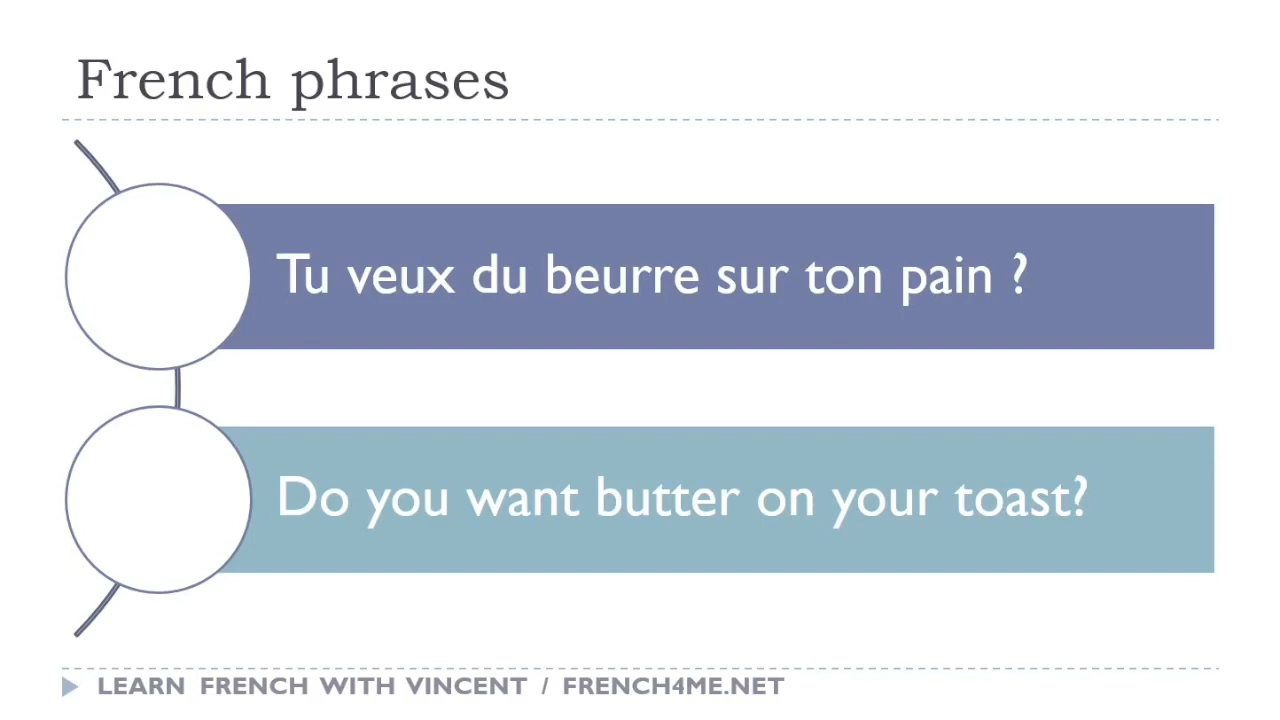 French phrases
Tu veux du beurre sur ton pain ?
Do you want butter on your toast?
LEARN FRENCH WITH VINCENT / FRENCH4ME.NET